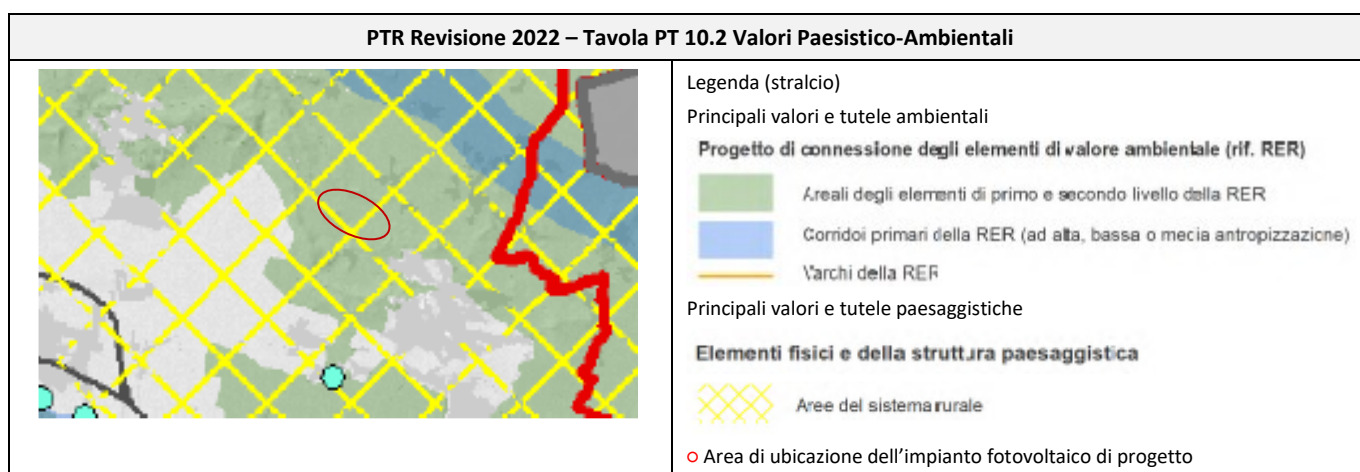 PTR Revisione 2022 – Tavola PT 10.2 Valori Paesistico-Ambientali
Legenda (stralcio)
Principali valori e tutele ambientali
Progetto di connessione degli elementi di valore ambientale (rif. RER)
Areali degli elementi di primo e secondo livello della RER
Corridoi primari della RER (ad alta, bassa o media antropizzazione)
Varchi della RER
Principali valori e tutele paesaggistiche
Elementi fisici e della struttura paesaggistica
Aree del sistema rurale
Area di ubicazione dell’impianto fotovoltaico di progetto